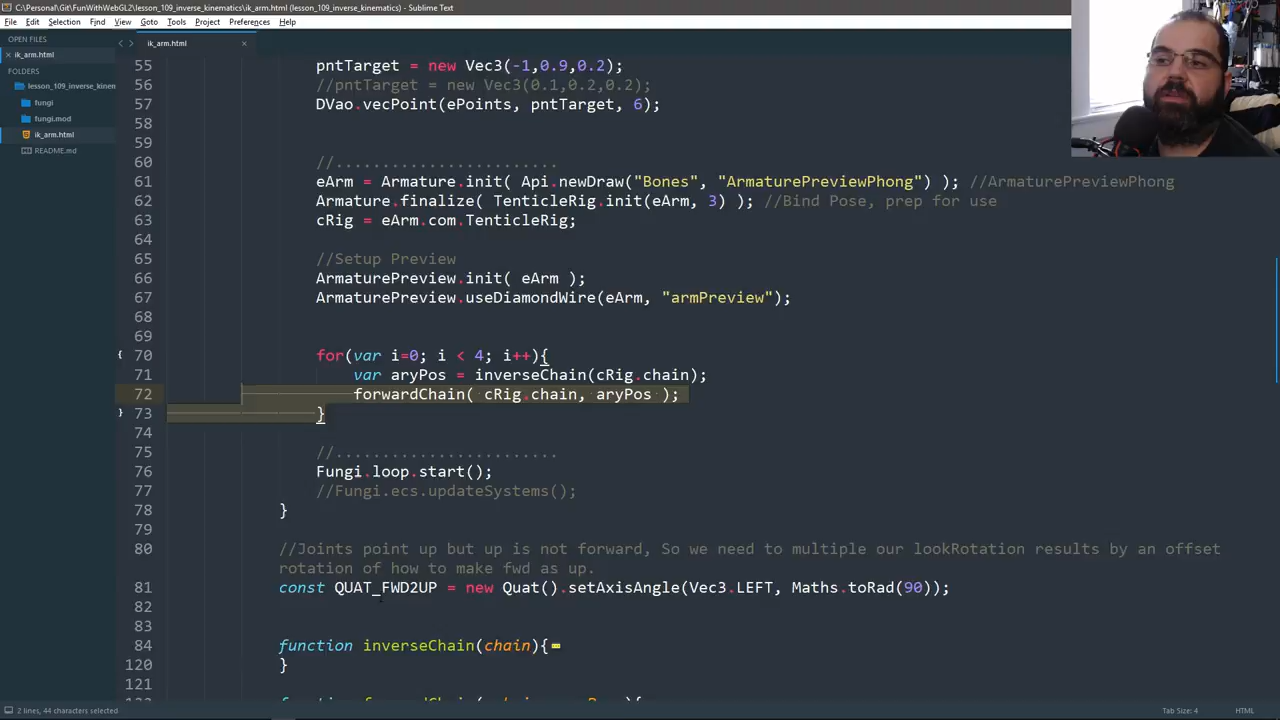 C:\Personal\Git\FunWithWebGL2\lesson_109_inverse_kinematics\ik_arm.html (lesson_109_inverse_kinematics) - Sublime Text
File Edit Selection Find View Goto Tools Project Preferences Help
OPEN FILES
ik_arm.html
FOLDERS
lesson_109_inverse_kinem
fungi
fungi.mod
ik_arm.html
README.md
ik_arm.html
55 pntTarget = new Vec3(-1,0.9,0.2);
56 //pntTarget = new Vec3(0.1,0.2,0.2);
57 DVao.vecPoint(ePoints, pntTarget, 6);
58
59
60 //........................
61 eArm = Armature.init( Api.newDraw("Bones", "ArmaturePreviewPhong") ); //ArmaturePreviewPhong
62 Armature.finalize( TenticleRig.init(eArm, 3) ); //Bind Pose, prep for use
63 cRig = eArm.com.TenticleRig;
64
65 //Setup Preview
66 ArmaturePreview.init( eArm );
67 ArmaturePreview.useDiamondWire(eArm, "armPreview");
68
69
70 for(var i=0; i < 4; i++){
71 var aryPos = inverseChain(cRig.chain);
72 forwardChain( cRig.chain, aryPos );
73 }
74
75 //........................
76 Fungi.loop.start();
77 //Fungi.ecs.updateSystems();
78 }
79
80 //Joints point up but up is not forward, So we need to multiple our lookRotation results by an offset
rotation of how to make fwd as up.
81 const QUAT_FWD2UP = new Quat().setAxisAngle(Vec3.LEFT, Maths.toRad(90));
82
83
84 function inverseChain(chain){
120 }
121
2 lines, 44 characters selected
Tab Size: 4
HTML